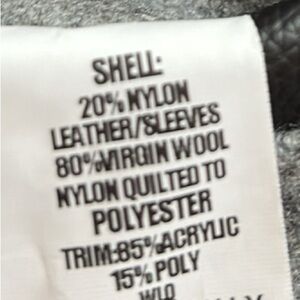 SHELL:
20% NYLON
LEATHER/SLEEVES
80%VIRGIN WOOL
NYLON QUILTED TO
POLYESTER
TRIM:85%ACRYLIC
15% POLY